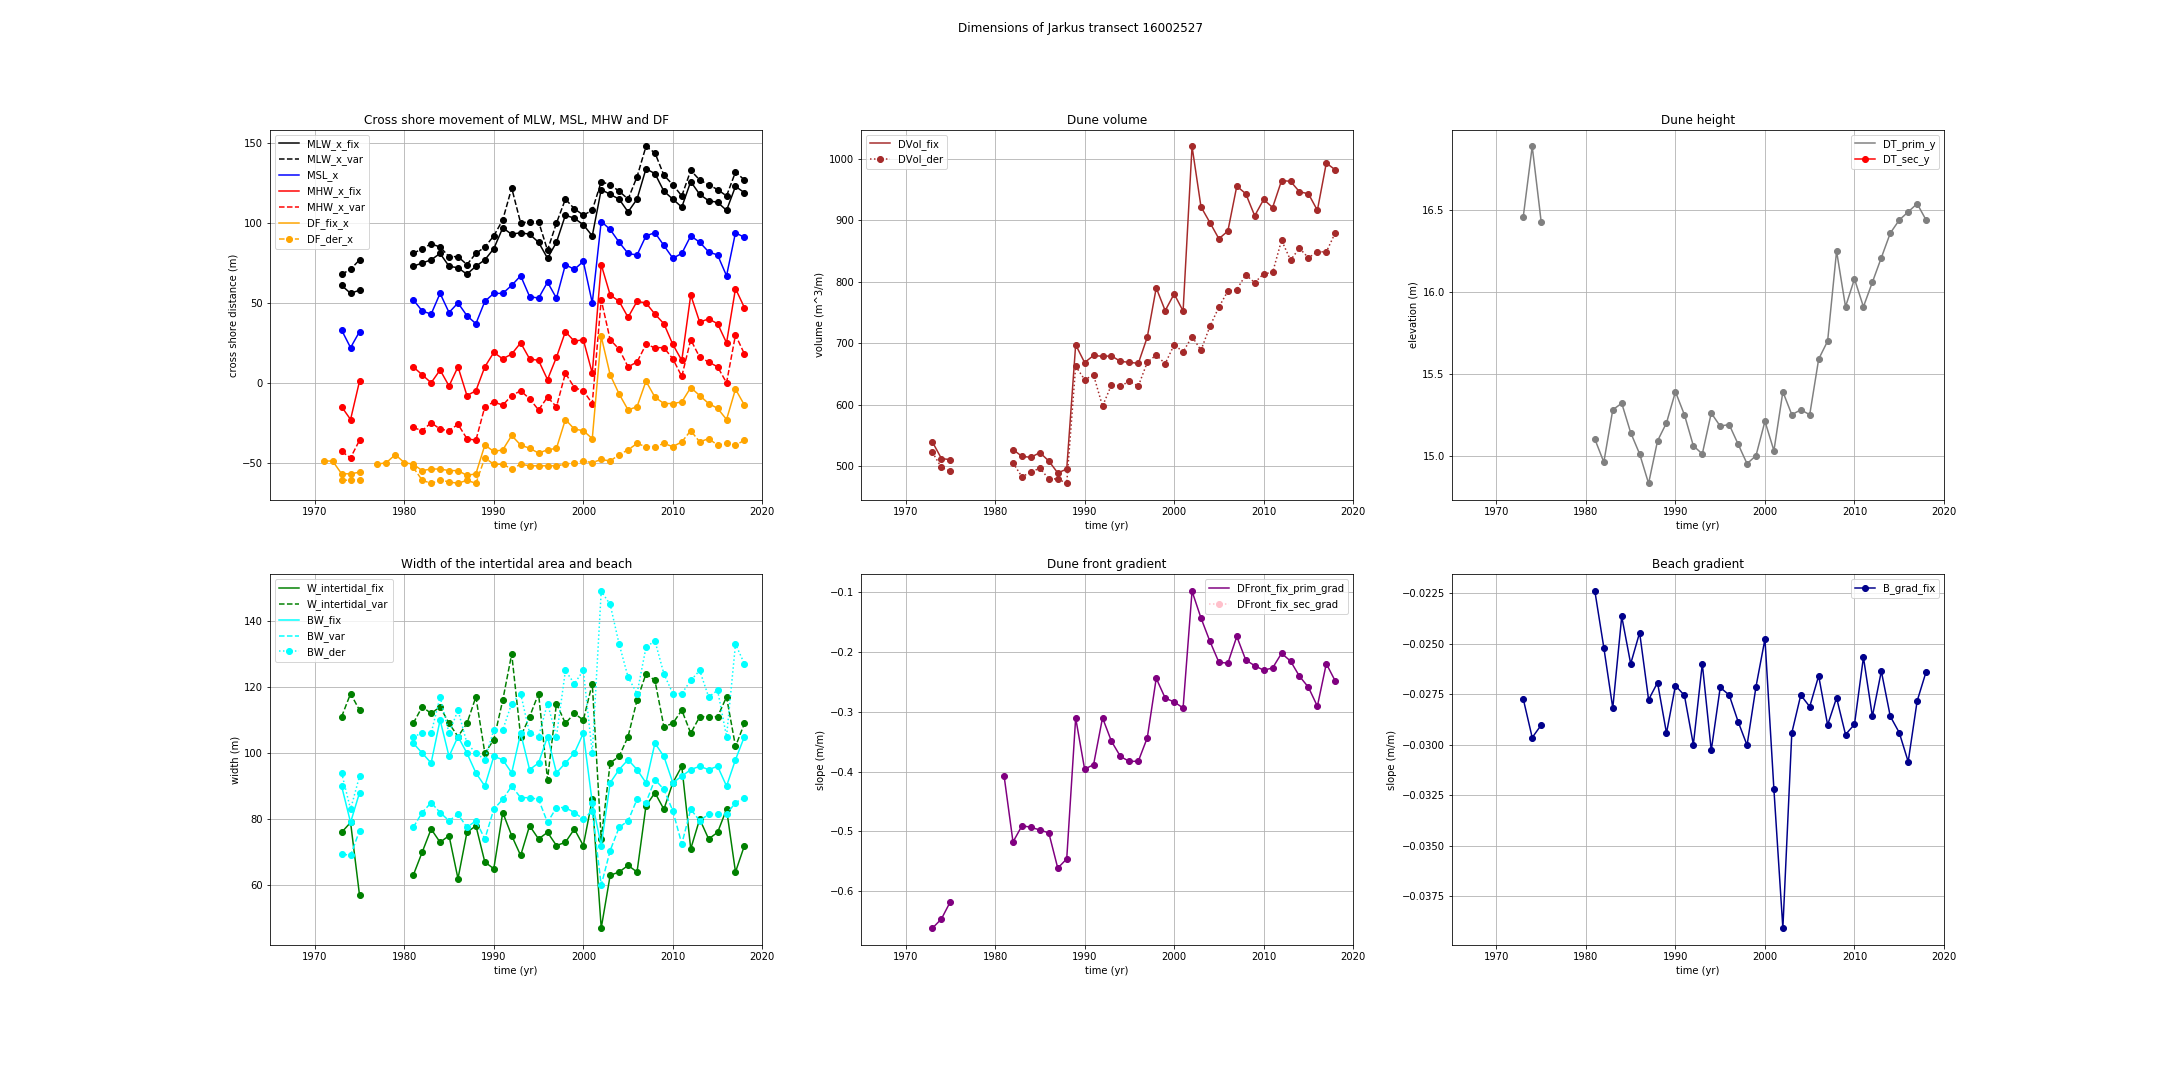 Dimensions of Jarkus transect 16002527
Cross shore movement of MLW, MSL, MHW and DF
MLW_x_fix
MLW_x_var
MSL_x
MHW_x_fix
MHW_x_var
DF_fix_x
DF_der_x
cross shore distance (m)
150
100
50
0
−50
1970
1980
1990
2000
2010
2020
time (yr)
Dune volume
DVol_fix
DVol_der
volume (m^3/m)
1000
900
800
700
600
500
1970
1980
1990
2000
2010
2020
time (yr)
Dune height
DT_prim_y
DT_sec_y
elevation (m)
16.5
16.0
15.5
15.0
1970
1980
1990
2000
2010
2020
time (yr)
Width of the intertidal area and beach
W_intertidal_fix
W_intertidal_var
BW_fix
BW_var
BW_der
width (m)
140
120
100
80
60
1970
1980
1990
2000
2010
2020
time (yr)
Dune front gradient
DFront_fix_prim_grad
DFront_fix_sec_grad
slope (m/m)
−0.1
−0.2
−0.3
−0.4
−0.5
−0.6
1970
1980
1990
2000
2010
2020
time (yr)
Beach gradient
B_grad_fix
slope (m/m)
−0.0225
−0.0250
−0.0275
−0.0300
−0.0325
−0.0350
−0.0375
1970
1980
1990
2000
2010
2020
time (yr)